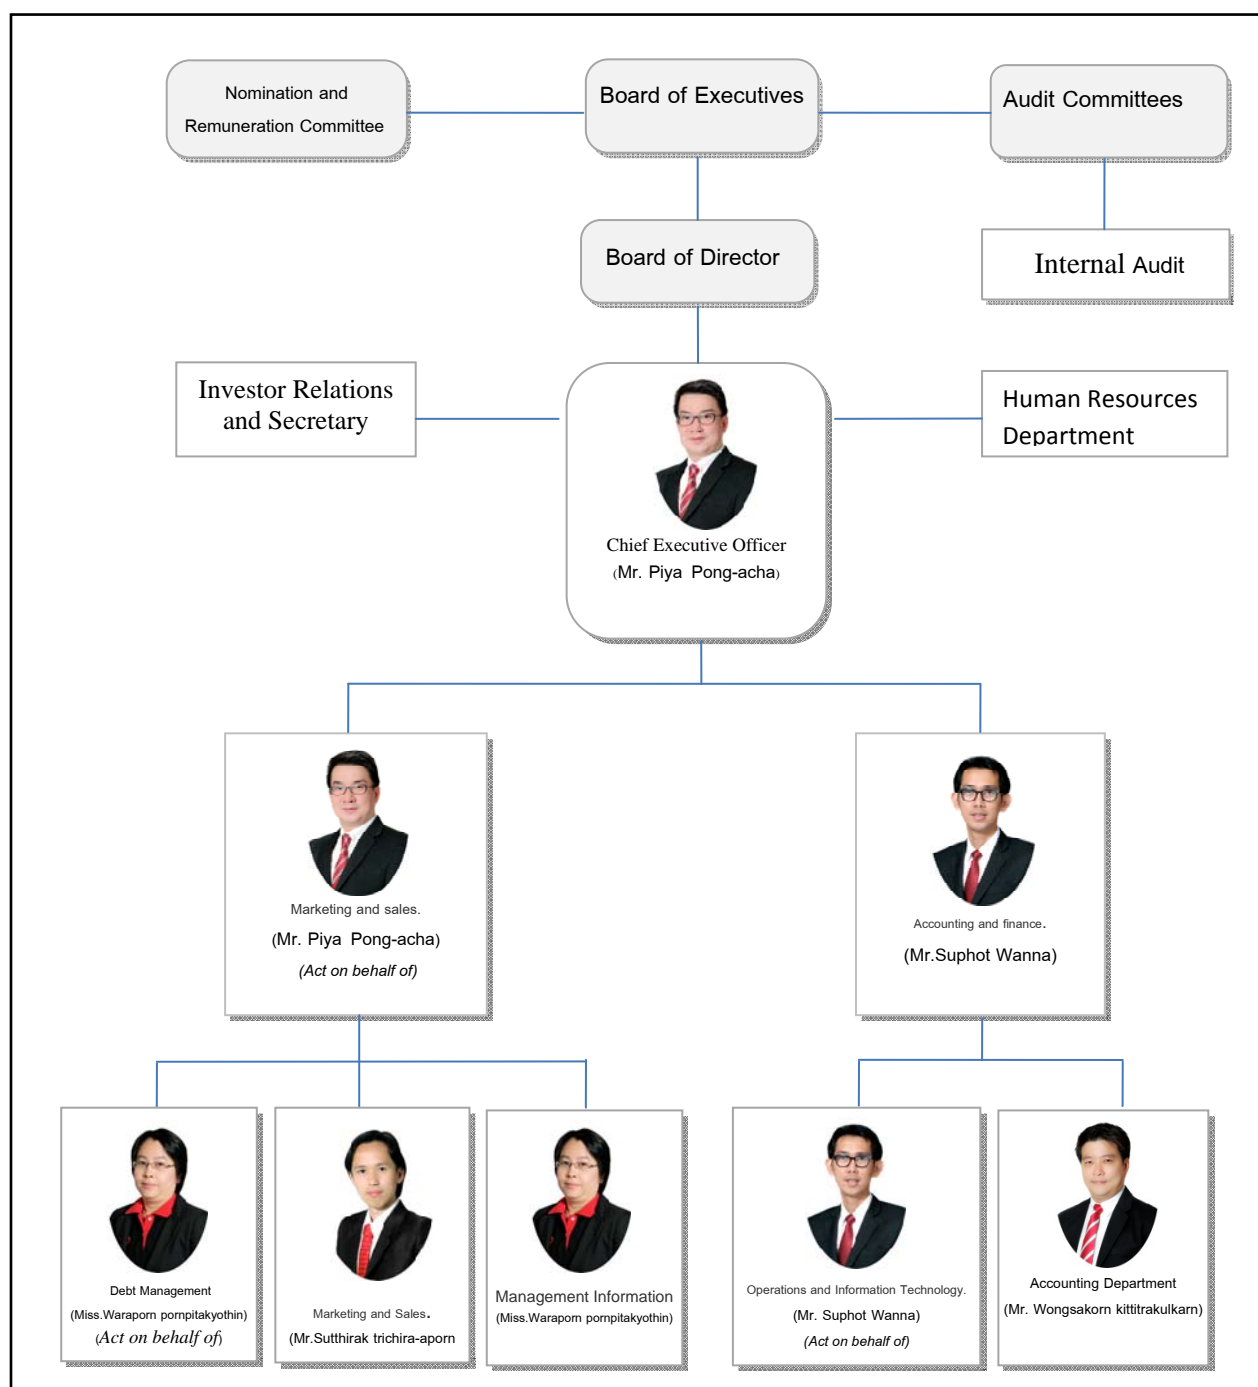 Nomination and
Remuneration Committee
Board of Executives
Audit Committees
Board of Director
Internal Audit
Investor Relations
and Secretary
Human Resources
Department
Chief Executive Officer
(Mr. Piya Pong-acha)
Marketing and sales.
(Mr. Piya Pong-acha)
(Act on behalf of)
Accounting and finance.
(Mr.Suphot Wanna)
Debt Management
(Miss.Waraporn pornpitakyothin)
(Act on behalf of)
Marketing and Sales.
(Mr.Sutthirak trichira-aporn
Management Information
(Miss.Waraporn pornpitakyothin)
Operations and Information Technology.
(Mr. Suphot Wanna)
(Act on behalf of)
Accounting Department
(Mr. Wongsakorn kittitrakulkarn)